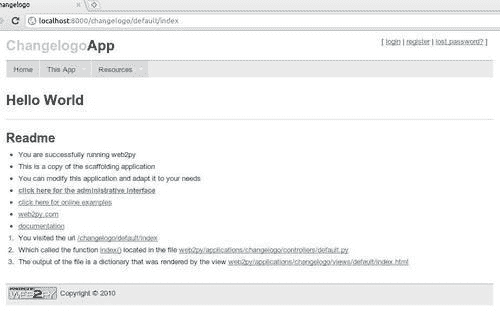 changelogo
localhost:8000/changelogo/default/index
ChangelogoApp
[ login | register | lost password? ]
Home This App Resources
Hello World
Readme
You are successfully running web2py
This is a copy of the scaffolding application
You can modify this application and adapt it to your needs
click here for the administrative interface
click here for online examples
web2py.com
documentation
1. You visited the url /changelogo/default/index
2. Which called the function index() located in the file web2py/applications/changelogo/controllers/default.py
3. The output of the file is a dictionary that was rendered by the view web2py/applications/changelogo/views/default/index.html
WEB2PY Copyright © 2010